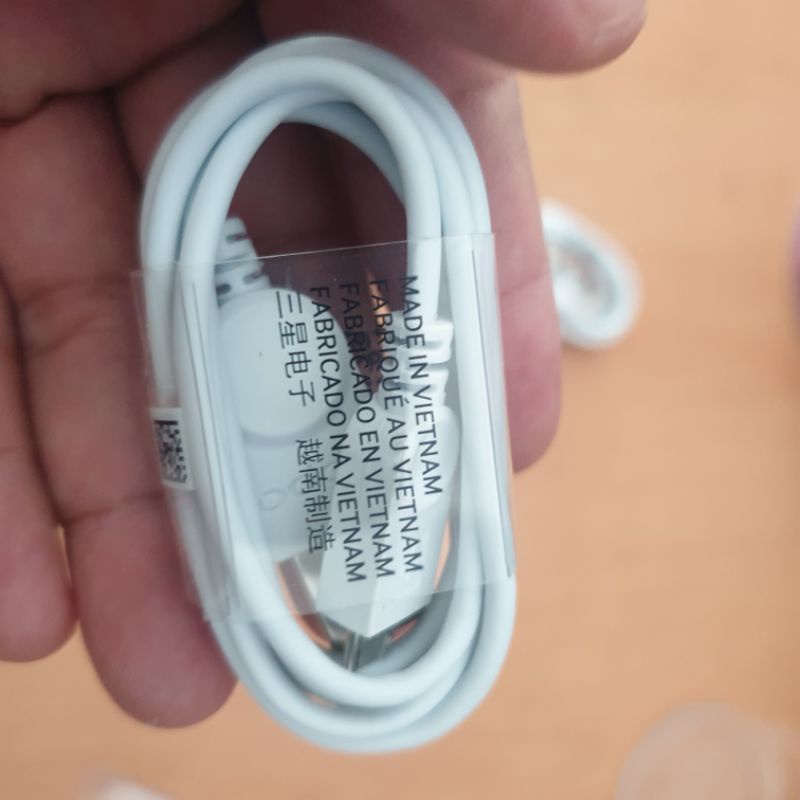 MADE IN VIETNAM
FABRIQUÉ AU VIETNAM
FABRICADO EN VIETNAM
FABRICADO NA VIETNAM
三星电子 越南制造